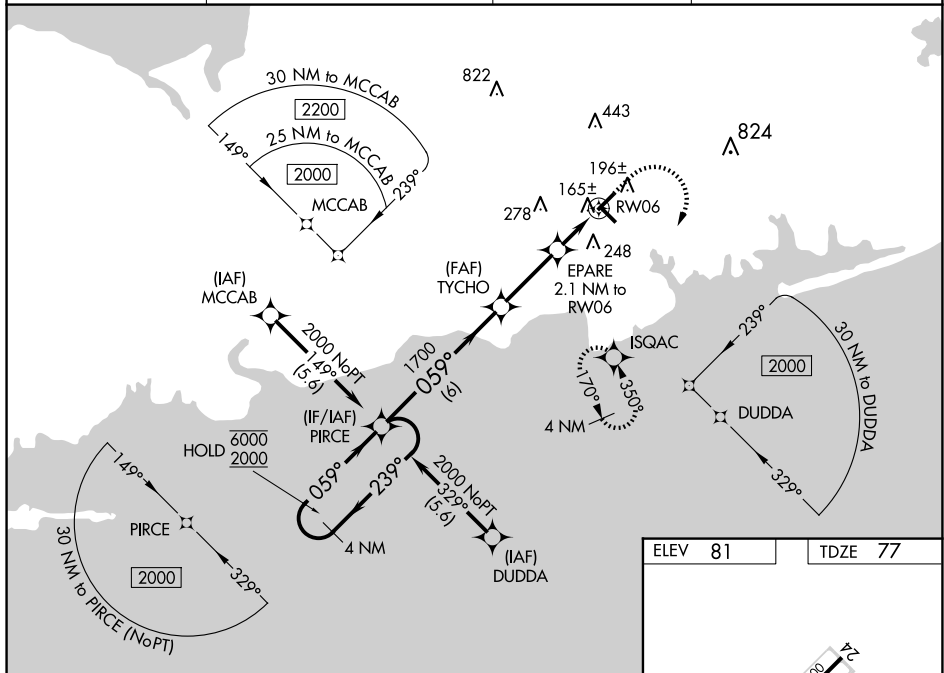 30 NM to MCCAB
2200
25 NM to MCCAB
2000
149°
239°
MCCAB
822
443
824
196±
165±
278
RW06
248
(FAF)
TYCHO
EPARE
2.1 NM to
RW06
(IAF)
MCCAB
2000 NoPT
149°
(5.6)
1700
059°
(6)
ISQAC
170°
350°
4 NM
239°
2000
30 NM to DUDDA
DUDDA
329°
(IF/IAF)
PIRCE
HOLD
6000
2000
059°
239°
4 NM
2000 NoPT
329°
(5.6)
(IAF)
DUDDA
149°
PIRCE
2000
329°
30 NM to PIRCE (NoPT)
ELEV 81
TDZE 77
24